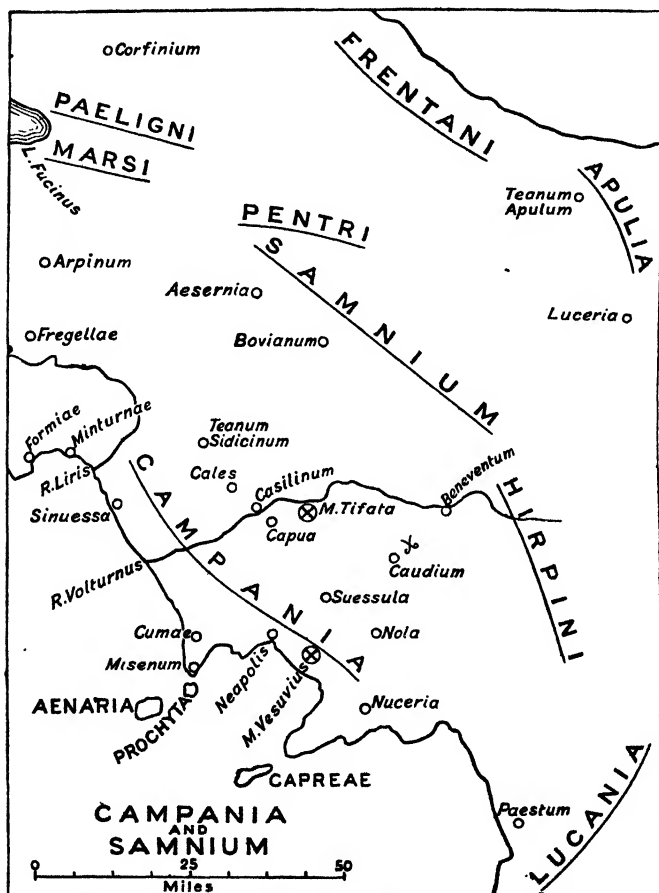 Corfinium
FRENTANI
PAELIGNI
MARSI
L. Fucinus
APULIA
Teanum
Apulum
PENTRI
SAMNIUM
Arpinum
Aesernia
Luceria
Fregellae
Bovianum
Formiae
Minturnae
Teanum
Sidicinum
R. Liris
CAMPANIA
Cales
Casilinum
Beneventum
HIRPINI
Sinuessa
M. Tifata
Capua
Caudium
R. Volturnus
Suessula
Cumae
Nola
Misenum
Neapolis
M. Vesuvius
AENARIA
PROCHYTA
Nuceria
CAPREAE
LUCANIA
Paestum
CAMPANIA
AND
SAMNIUM
0 25 50
Miles